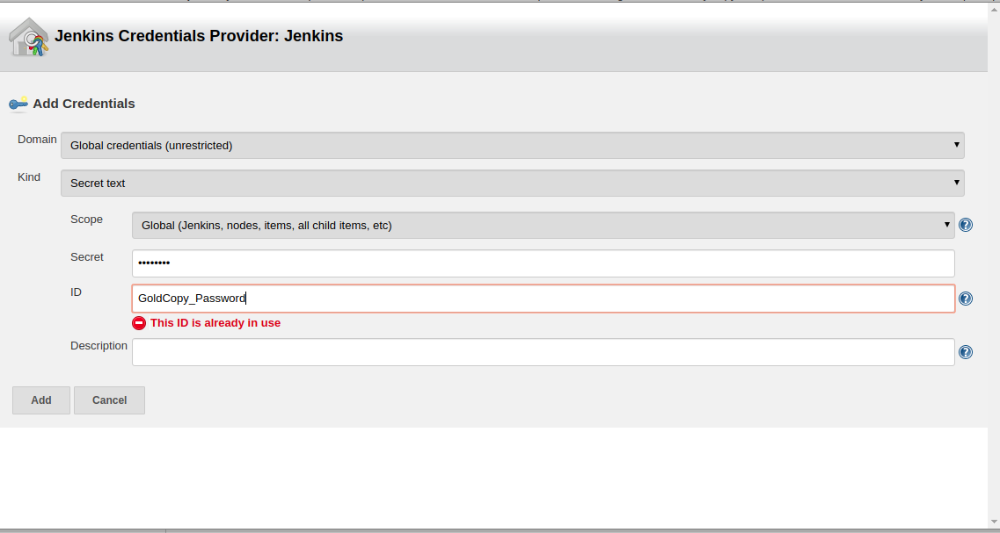 Jenkins Credentials Provider: Jenkins
Add Credentials
Domain
Global credentials (unrestricted)
Kind
Secret text
Scope
Global (Jenkins, nodes, items, all child items, etc)
Secret
••••••••
ID
GoldCopy_Password
This ID is already in use
Description
Add Cancel